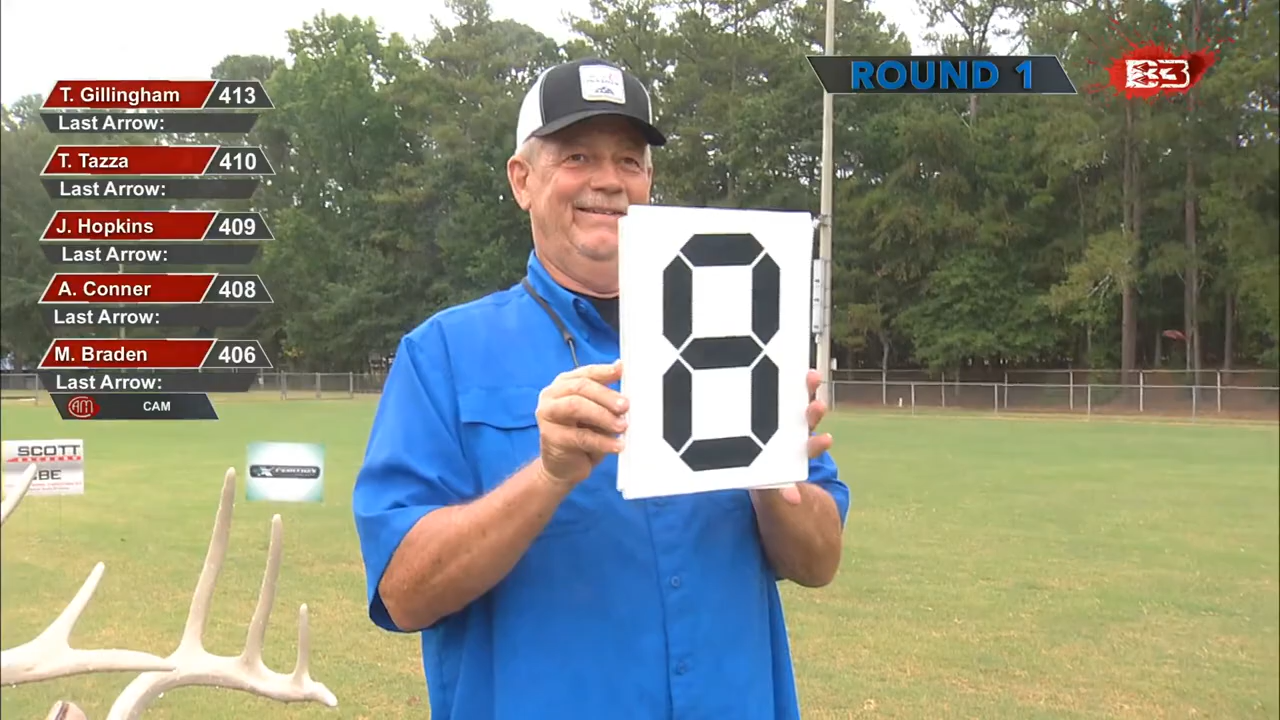 T. Gillingham 413
Last Arrow:
T. Tazza 410
Last Arrow:
J. Hopkins 409
Last Arrow:
A. Conner 408
Last Arrow:
M. Braden 406
Last Arrow:
AM CAM
ROUND 1
B3
8
SCOTT